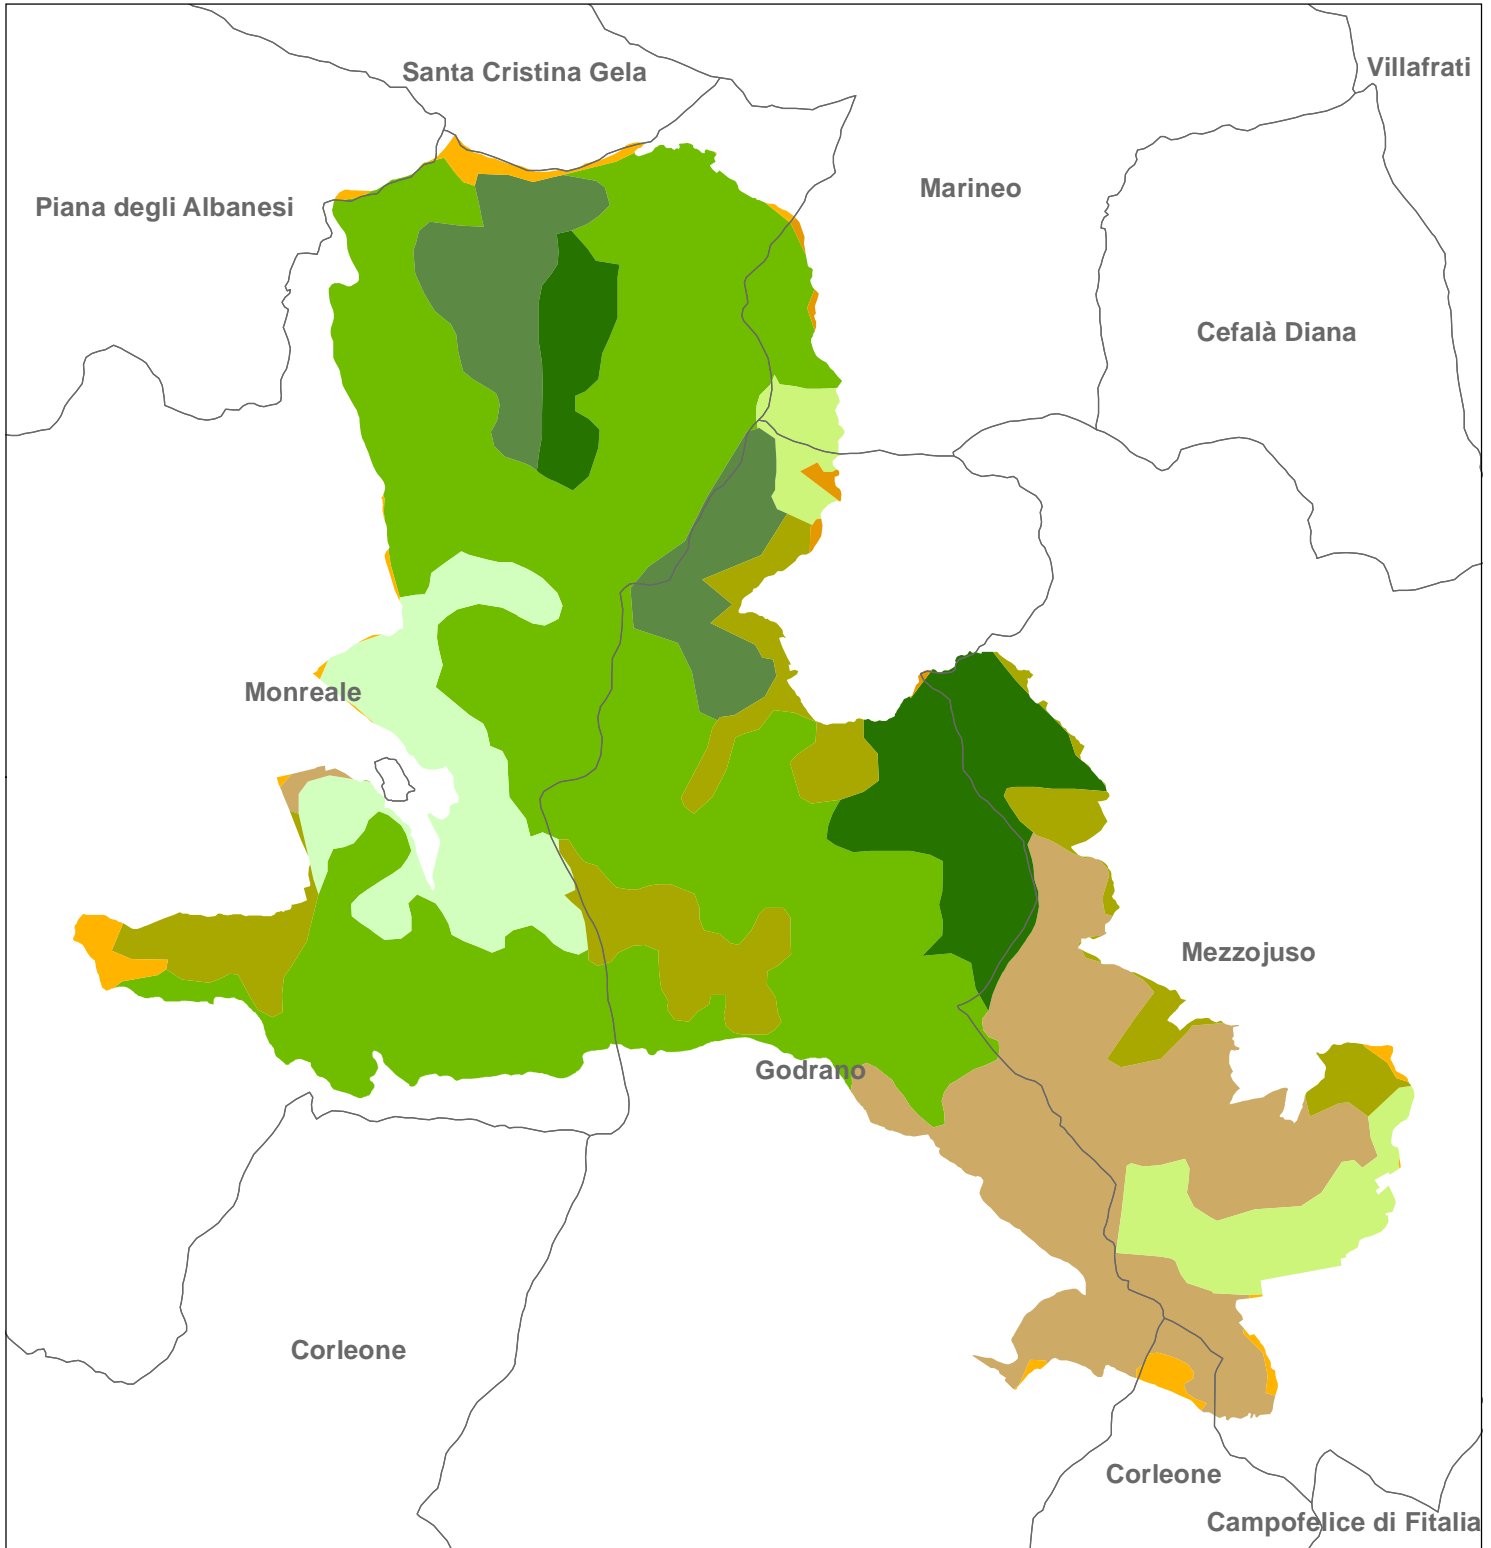 Santa Cristina Gela
Villafrati
Piana degli Albanesi
Marineo
Cefalà Diana
Monreale
Mezzojuso
Godrano
Corleone
Corleone
Campofelice di Fitalia